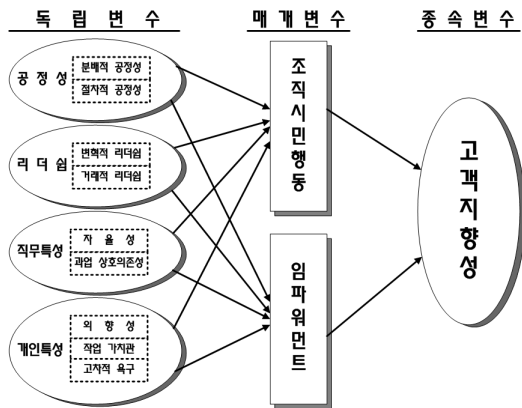 독 립 변 수
매 개 변 수
종 속 변 수
공 정 성
분배적 공정성
절차적 공정성
리 더 쉽
변혁적 리더쉽
거래적 리더쉽
직무특성
자 율 성
과업 상호의존성
개인특성
외 향 성
작업 가치관
고차적 욕구
조직시민행동
임파워먼트
고객지향성